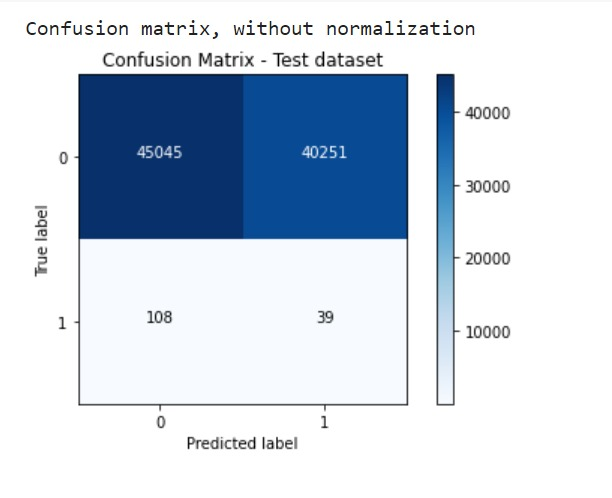 Confusion matrix, without normalization
Confusion Matrix - Test dataset
45045 40251
108 39
0
1
True label
0 1
Predicted label
40000
30000
20000
10000